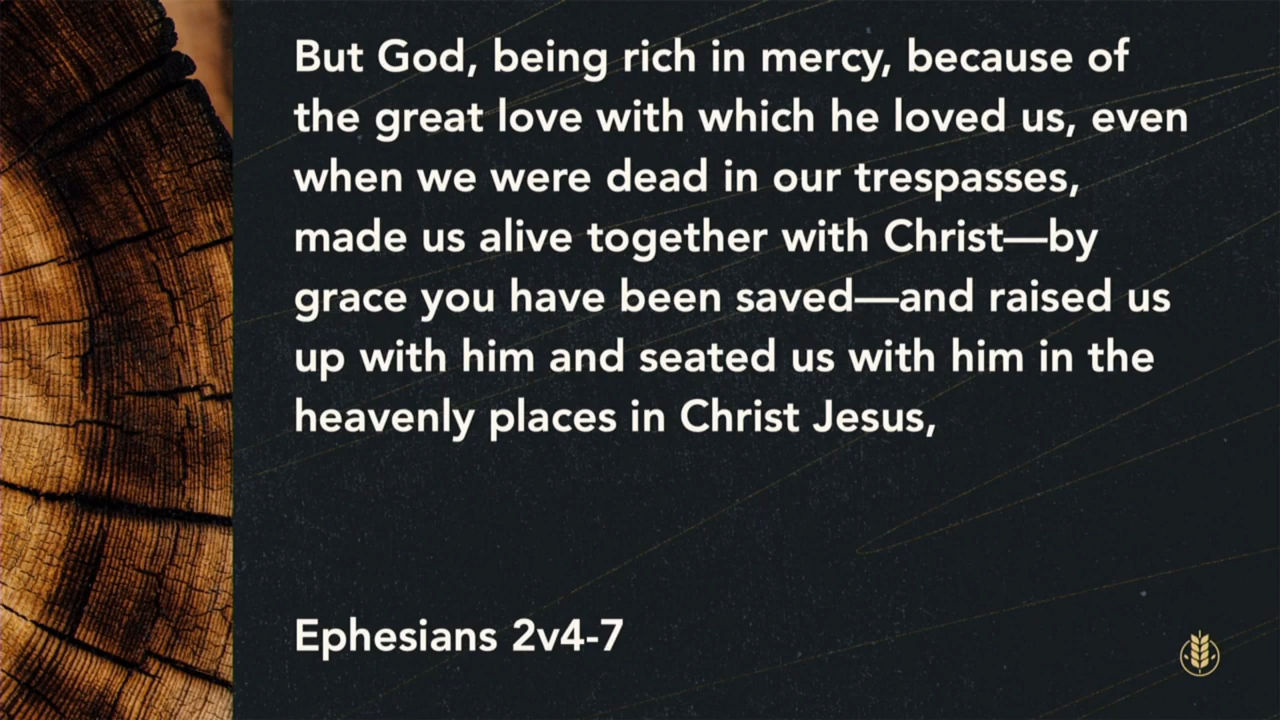 But God, being rich in mercy, because of
the great love with which he loved us, even
when we were dead in our trespasses,
made us alive together with Christ—by
grace you have been saved—and raised us
up with him and seated us with him in the
heavenly places in Christ Jesus,
Ephesians 2v4-7